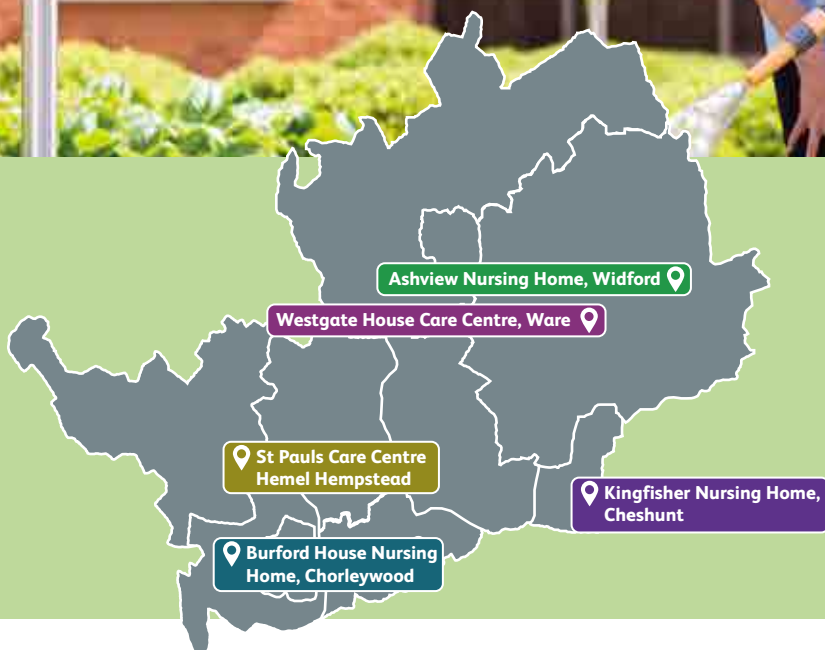 Ashview Nursing Home, Widford
Westgate House Care Centre, Ware
St Pauls Care Centre
Hemel Hempstead
Kingfisher Nursing Home,
Cheshunt
Burford House Nursing
Home, Chorleywood